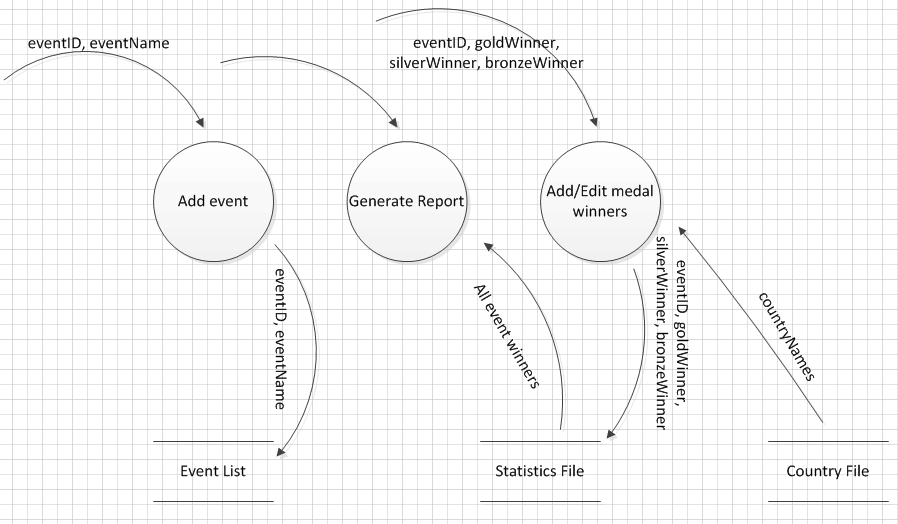 eventID, eventName
eventID, goldWinner,
silverWinner, bronzeWinner
Add event
Generate Report
Add/Edit medal
winners
eventID, eventName
All event winners
eventID, goldWinner,
silverWinner, bronzeWinner
countryNames
Event List
Statistics File
Country File